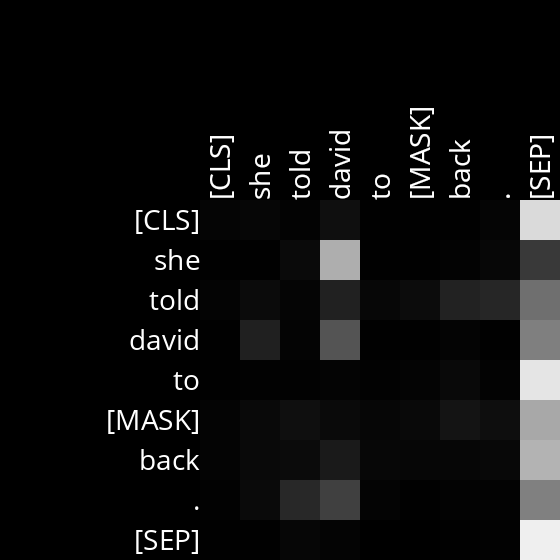 [CLS] she told david to [MASK] back . [SEP]
[CLS]
she
told
david
to
[MASK]
back
.
[SEP]